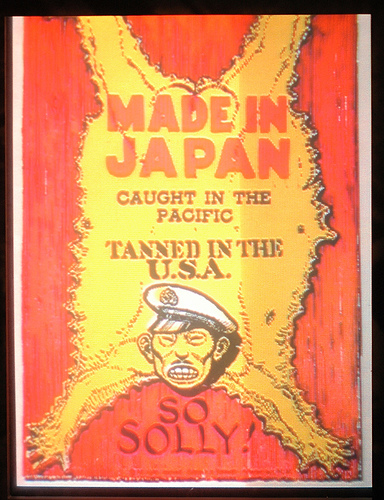 MADE IN
JAPAN
CAUGHT IN THE
PACIFIC
TANNED IN THE
U.S.A.
SO
SOLLY!